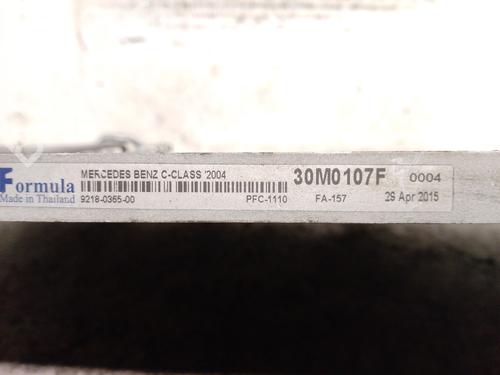 Formula
Made in Thailand
MERCEDES BENZ C-CLASS '2004
9218-0365-00
PFC-1110
30M0107F
0004
FA-157
29 Apr 2015